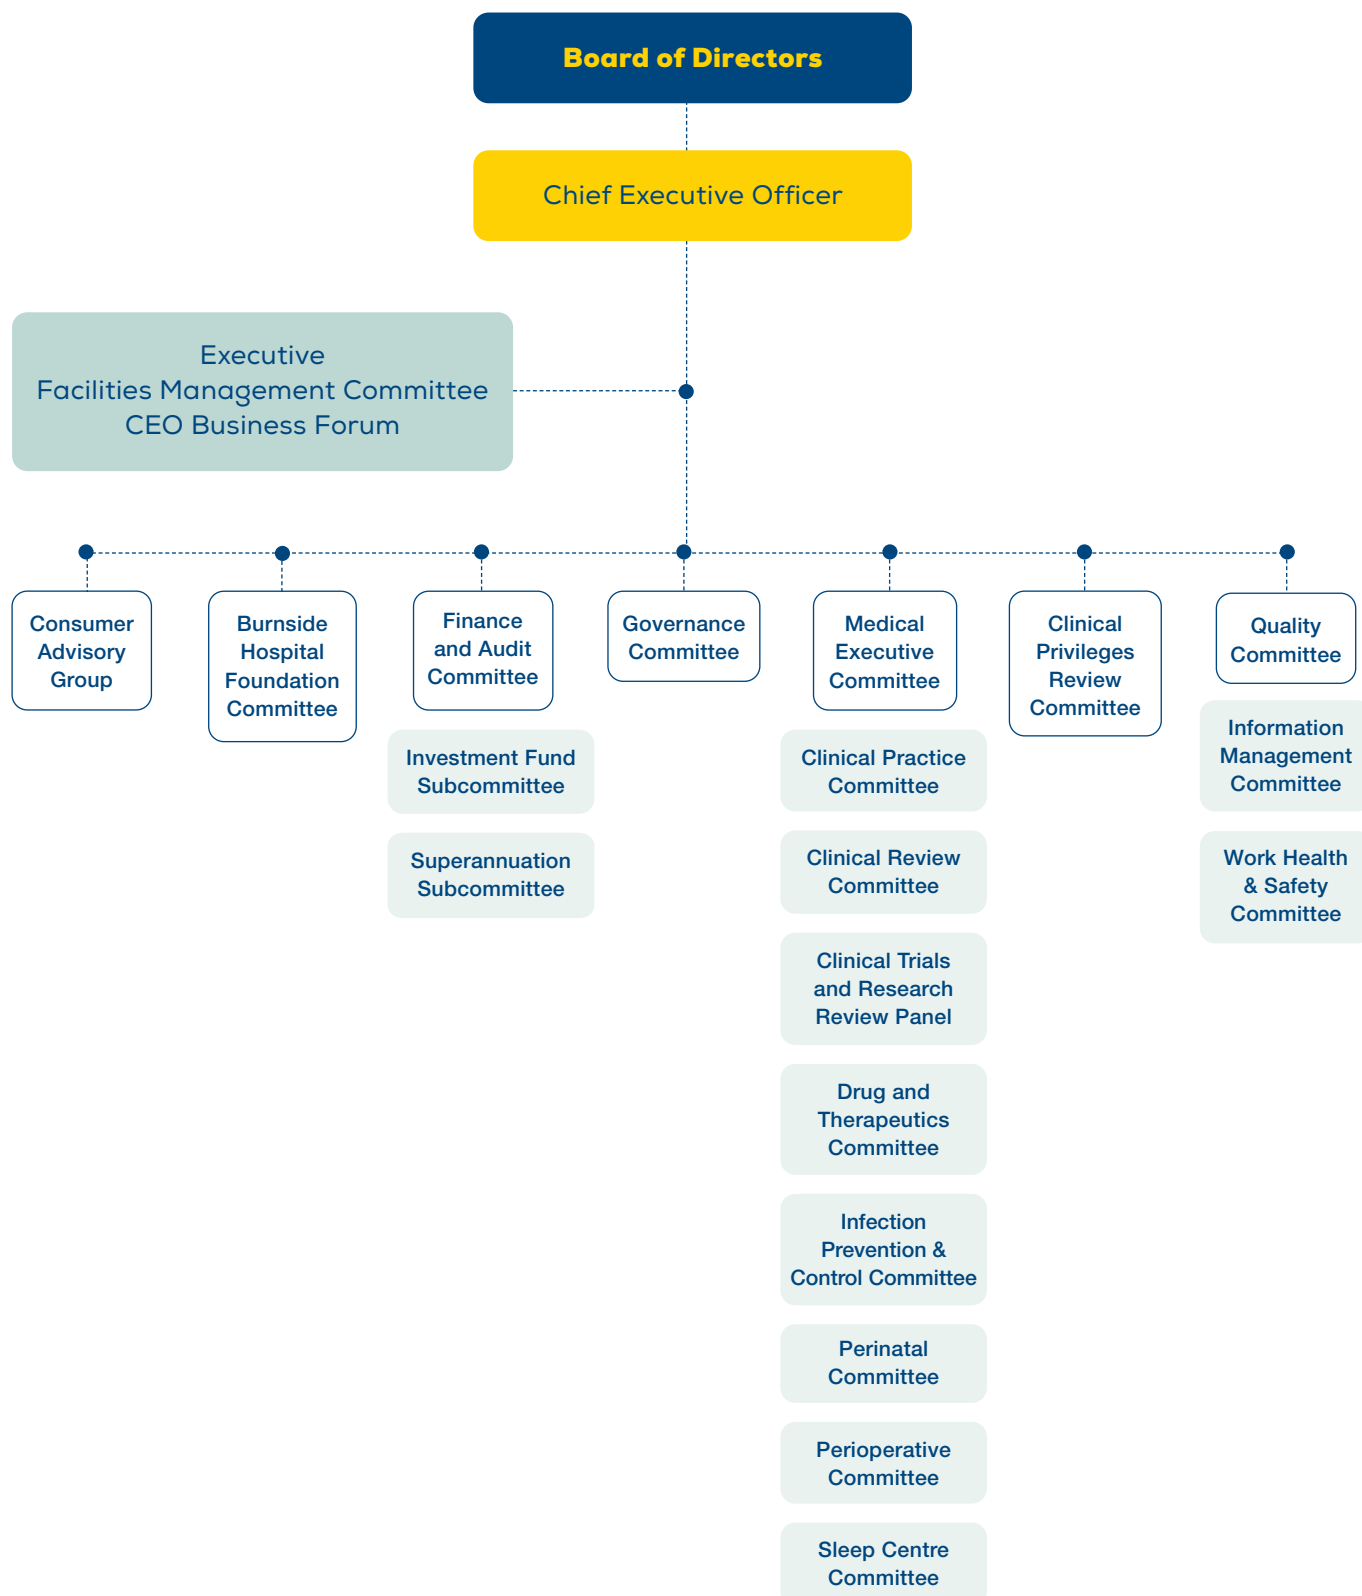 Board of Directors
Chief Executive Officer
Executive
Facilities Management Committee
CEO Business Forum
Consumer
Advisory
Group
Burnside
Hospital
Foundation
Committee
Finance
and Audit
Committee
Investment Fund
Subcommittee
Superannuation
Subcommittee
Governance
Committee
Medical
Executive
Committee
Clinical Practice
Committee
Clinical Review
Committee
Clinical Trials
and Research
Review Panel
Drug and
Therapeutics
Committee
Infection
Prevention &
Control Committee
Perinatal
Committee
Perioperative
Committee
Sleep Centre
Committee
Clinical
Privileges
Review
Committee
Quality
Committee
Information
Management
Committee
Work Health
& Safety
Committee